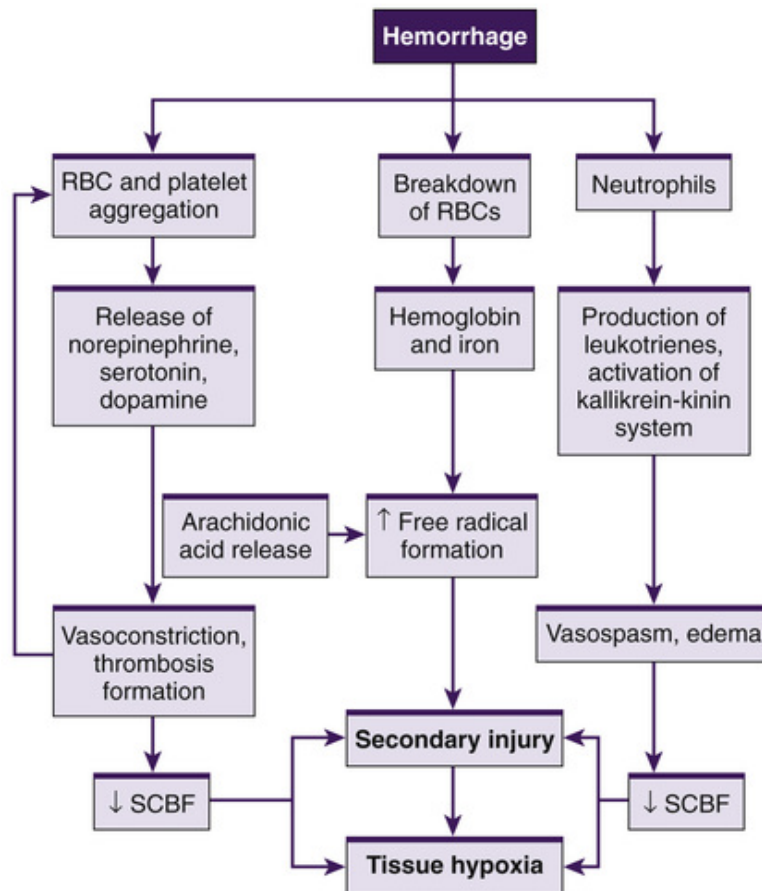 Hemorrhage
RBC and platelet
aggregation
Breakdown
of RBCs
Neutrophils
Release of
norepinephrine,
serotonin,
dopamine
Hemoglobin
and iron
Production of
leukotrienes,
activation of
kallikrein-kinin
system
Arachidonic
acid release
↑ Free radical
formation
Vasoconstriction,
thrombosis
formation
Vasospasm, edema
Secondary injury
↓ SCBF
↓ SCBF
Tissue hypoxia